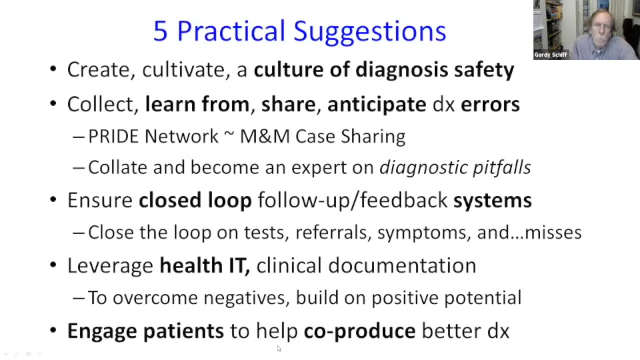 5 Practical Suggestions
Gordy Schiff
• Create, cultivate, a culture of diagnosis safety
• Collect, learn from, share, anticipate dx errors
–PRIDE Network ~ M&M Case Sharing
–Collate and become an expert on diagnostic pitfalls
• Ensure closed loop follow-up/feedback systems
–Close the loop on tests, referrals, symptoms, and...misses
• Leverage health IT, clinical documentation
–To overcome negatives, build on positive potential
• Engage patients to help co-produce better dx